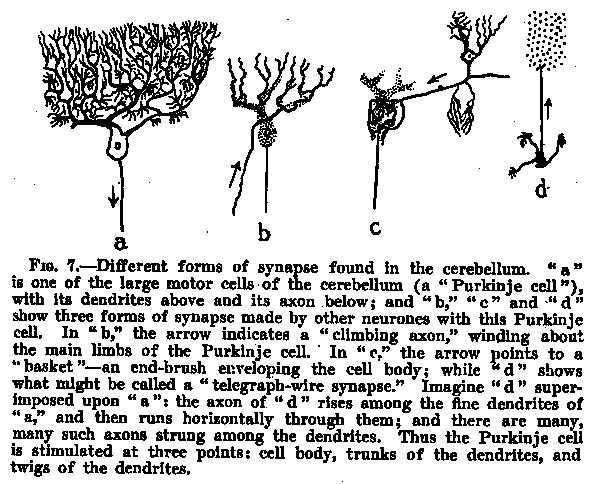 a
b
c
d
Fig. 7.—Different forms of synapse found in the cerebellum. "a"
is one of the large motor cells of the cerebellum (a "Purkinje cell"),
with its dendrites above and its axon below; and "b," "c" and "d"
show three forms of synapse made by other neurones with this Purkinje
cell. In "b," the arrow indicates a "climbing axon," winding about
the main limbs of the Purkinje cell. In "c," the arrow points to a
"basket"—an end-brush enveloping the cell body; while "d" shows
what might be called a "telegraph-wire synapse." Imagine "d" super-
imposed upon "a": the axon of "d" rises among the fine dendrites of
"a," and then runs horizontally through them; and there are many,
many such axons strung among the dendrites. Thus the Purkinje cell
is stimulated at three points: cell body, trunks of the dendrites, and
twigs of the dendrites.